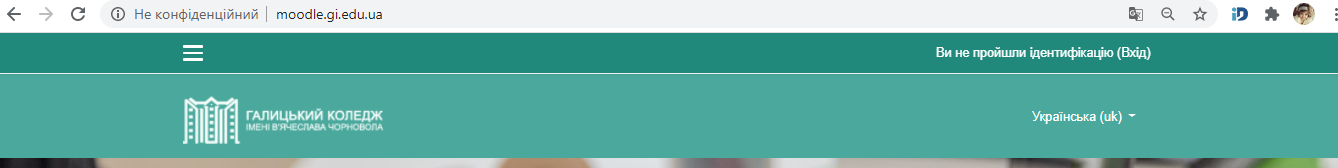 Не конфіденційний moodle.gi.edu.ua
Ви не пройшли ідентифікацію (Вхід)
ГАЛИЦЬКИЙ КОЛЕДЖ
ІМЕНІ В'ЯЧЕСЛАВА ЧОРНОВОЛА
Українська (uk)